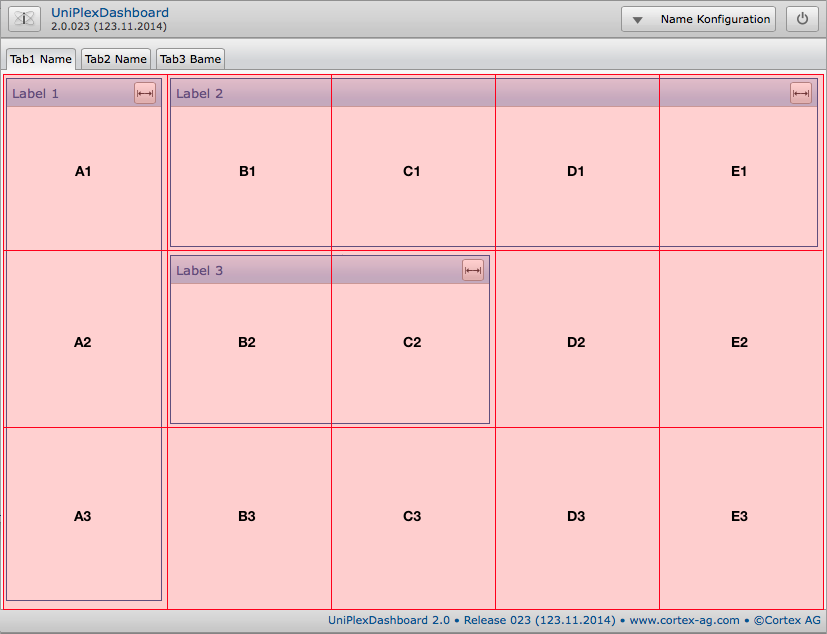 UniPlexDashboard
2.0.023 (123.11.2014)
Name Konfiguration
Tab1 Name
Tab2 Name
Tab3 Bame
Label 1
Label 2
A1
B1
C1
D1
E1
Label 3
A2
B2
C2
D2
E2
A3
B3
C3
D3
E3
UniPlexDashboard 2.0 • Release 023 (123.11.2014) • www.cortex-ag.com • ©Cortex AG